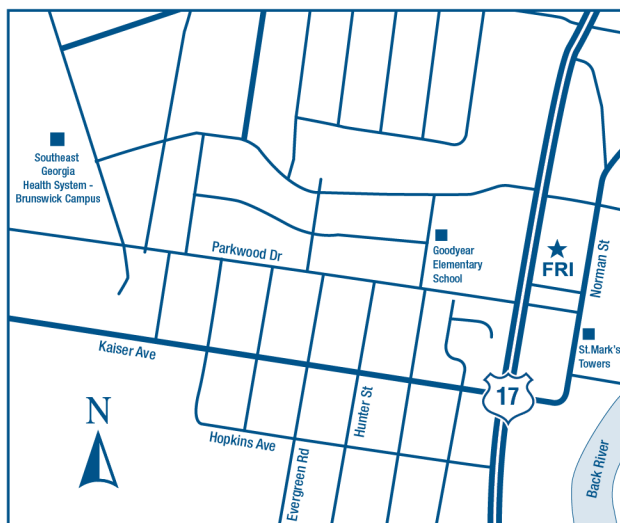 Southeast
Georgia
Health System -
Brunswick Campus
Parkwood Dr
Goodyear
Elementary
School
FRI
Norman St
Kaiser Ave
St.Mark's
Towers
17
Hunter St
N
Hopkins Ave
Evergreen Rd
Back River